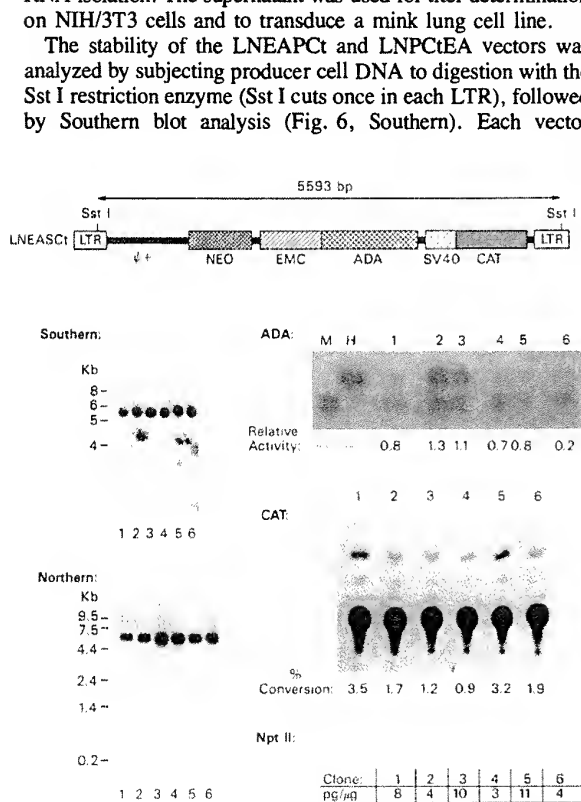 RNA isolation. The supernatant was used for titer determination
on NIH/3T3 cells and to transduce a mink lung cell line.
The stability of the LNEAPCt and LNPCtEA vectors wa
analyzed by subjecting producer cell DNA to digestion with the
Sst I restriction enzyme (Sst I cuts once in each LTR), followed
by Southern blot analysis (Fig. 6, Southern). Each vecto
5593 bp
Sst I
Sst I
LNEASCt
LTR
LTR
ψ+
NEO
EMC
ADA
SV40
CAT
Southern:
Kb
8-
6-
5-
4-
1 2 3 4 5 6
ADA:
M H 1 2 3 4 5 6
Relative
Activity: -- -- 0.8 1.3 1.1 0.7 0.8 0.2
CAT:
1 2 3 4 5 6
%
Conversion: 3.5 1.7 1.2 0.9 3.2 1.9
Northern:
Kb
9.5-
7.5-
4.4-
2.4-
1.4-
0.2-
1 2 3 4 5 6
Npt II:
Clone: 1 2 3 4 5 6
pg/μg 8 4 10 3 11 4